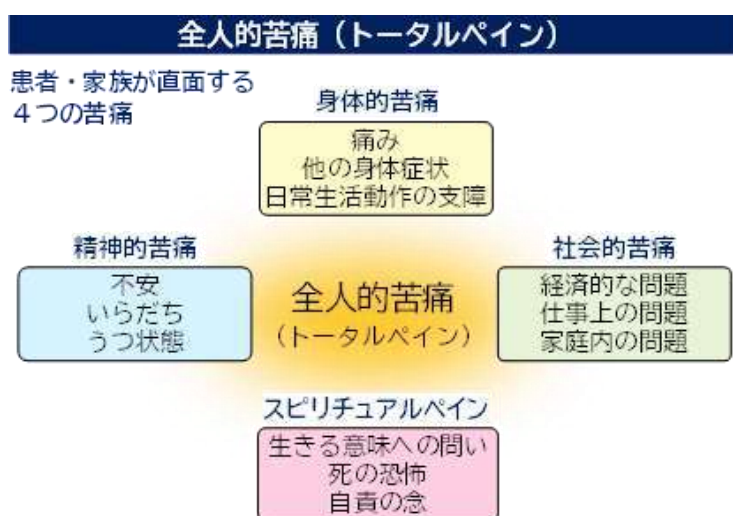 全人的苦痛（トータルペイン）
患者・家族が直面する
４つの苦痛
身体的苦痛
痛み
他の身体症状
日常生活動作の支障
精神的苦痛
不安
いらだち
うつ状態
全人的苦痛
（トータルペイン）
社会的苦痛
経済的な問題
仕事上の問題
家庭内の問題
スピリチュアルペイン
生きる意味への問い
死の恐怖
自責の念